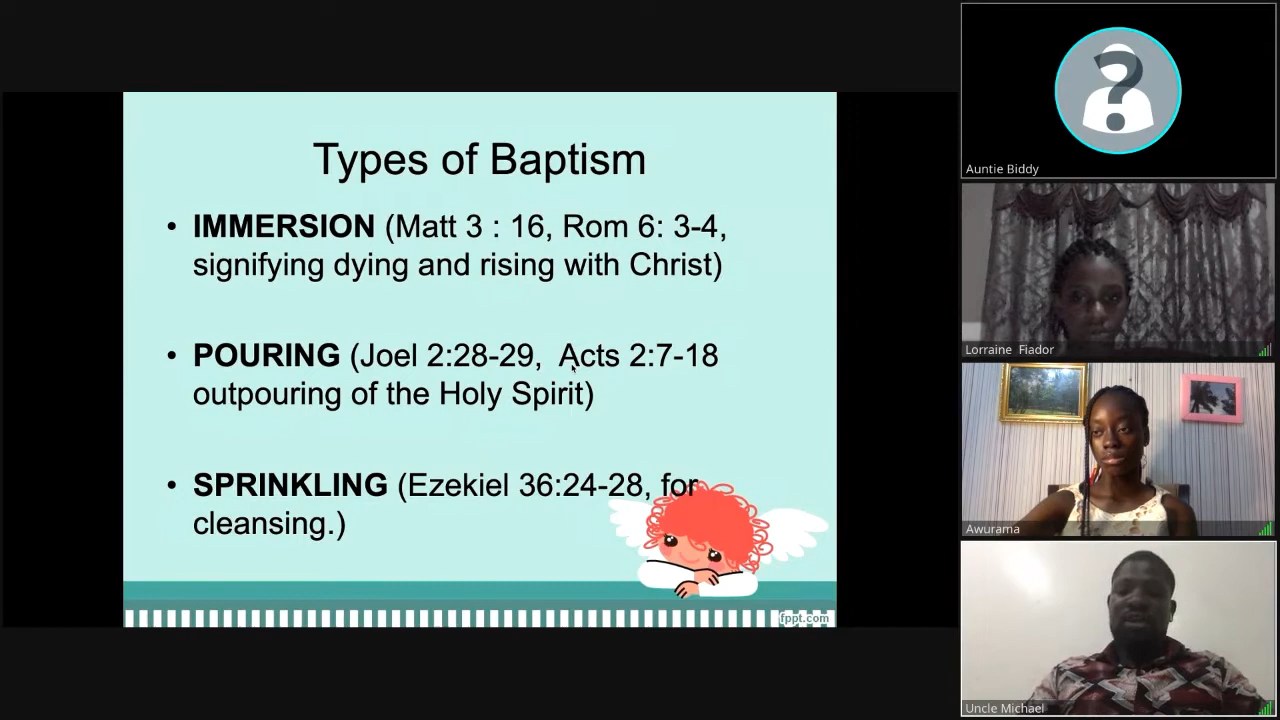 Types of Baptism
• IMMERSION (Matt 3 : 16, Rom 6: 3-4,
signifying dying and rising with Christ)
• POURING (Joel 2:28-29,  Acts 2:7-18
outpouring of the Holy Spirit)
• SPRINKLING (Ezekiel 36:24-28, for
cleansing.)
fppt.com
?
Auntie Biddy
Lorraine  Fiador
Awurama
Uncle Michael